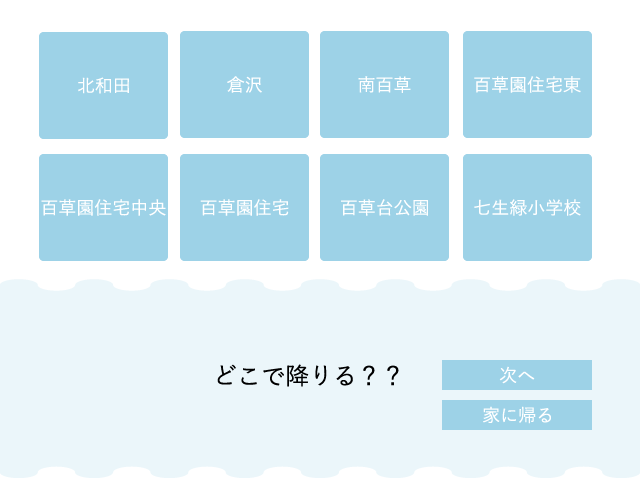 北和田
倉沢
南百草
百草園住宅東
百草園住宅中央
百草園住宅
百草台公園
七生緑小学校
どこで降りる？？
次へ
家に帰る